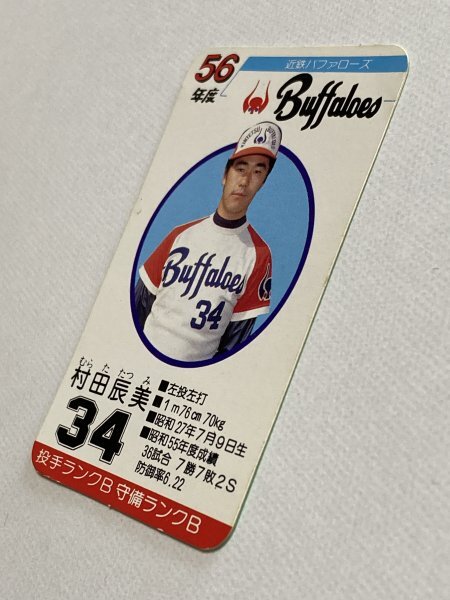 56
年度
近鉄バファローズ
Buffaloes
Buffaloes
34
むら た たつ み
村田辰美
34
■左投左打
■1m76cm 70kg
■昭和27年7月9日生
■昭和55年度成績
36試合 7勝7敗2S
防御率6.22
投手ランクB 守備ランクB